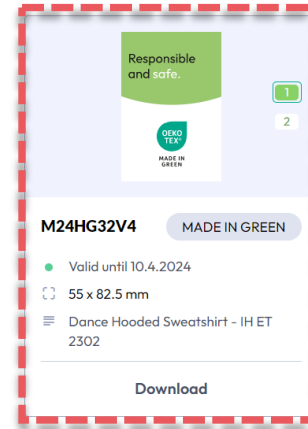 Responsible
and safe.
OEKO
TEX®
MADE IN
GREEN
1
2
M24HG32V4
MADE IN GREEN
Valid until 10.4.2024
55 x 82.5 mm
Dance Hooded Sweatshirt - IH ET
2302
Download